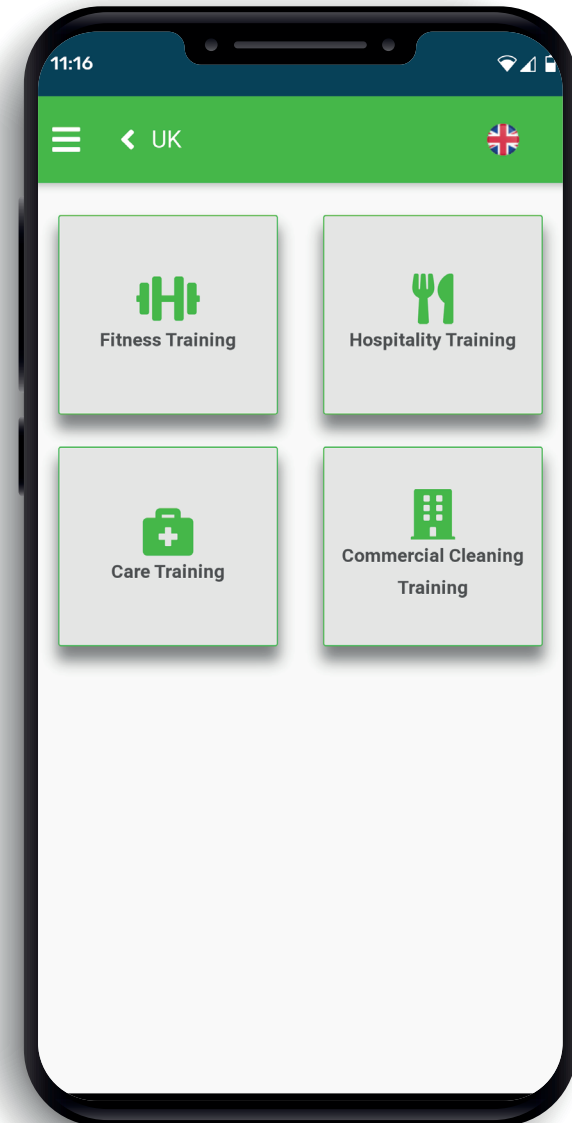 11:16
UK
Fitness Training
Hospitality Training
Care Training
Commercial Cleaning
Training